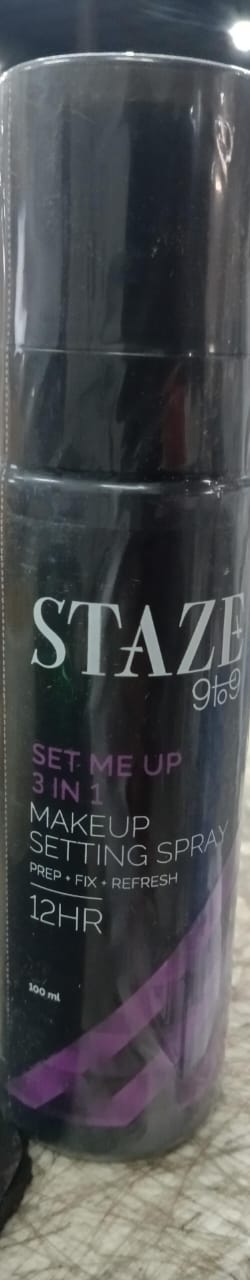 STAZE
9to9
SET ME UP
3 IN 1
MAKEUP
SETTING SPRAY
PREP + FIX + REFRESH
12HR
100 ml